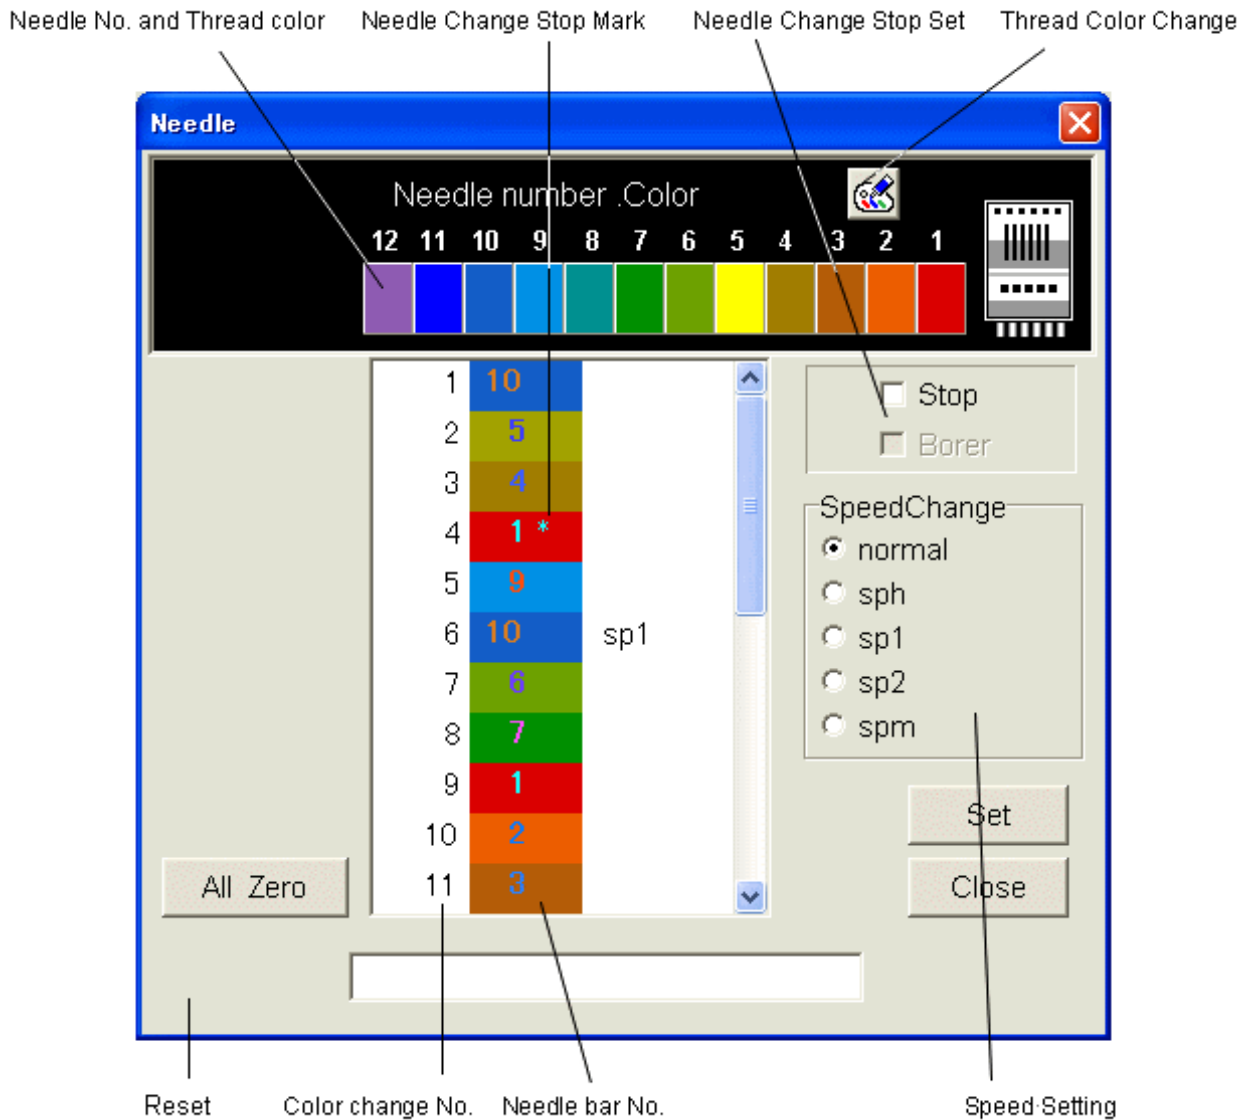 Needle No. and Thread color Needle Change Stop Mark Needle Change Stop Set Thread Color Change
Needle
Needle number .Color
12 11 10 9 8 7 6 5 4 3 2 1
1 10
2 5
3 4
4 1 *
5 9
6 10 sp1
7 6
8 7
9 1
10 2
11 3
Stop
Borer
SpeedChange
normal
sph
sp1
sp2
spm
Set
All Zero
Close
Reset Color change No. Needle bar No. Speed Setting